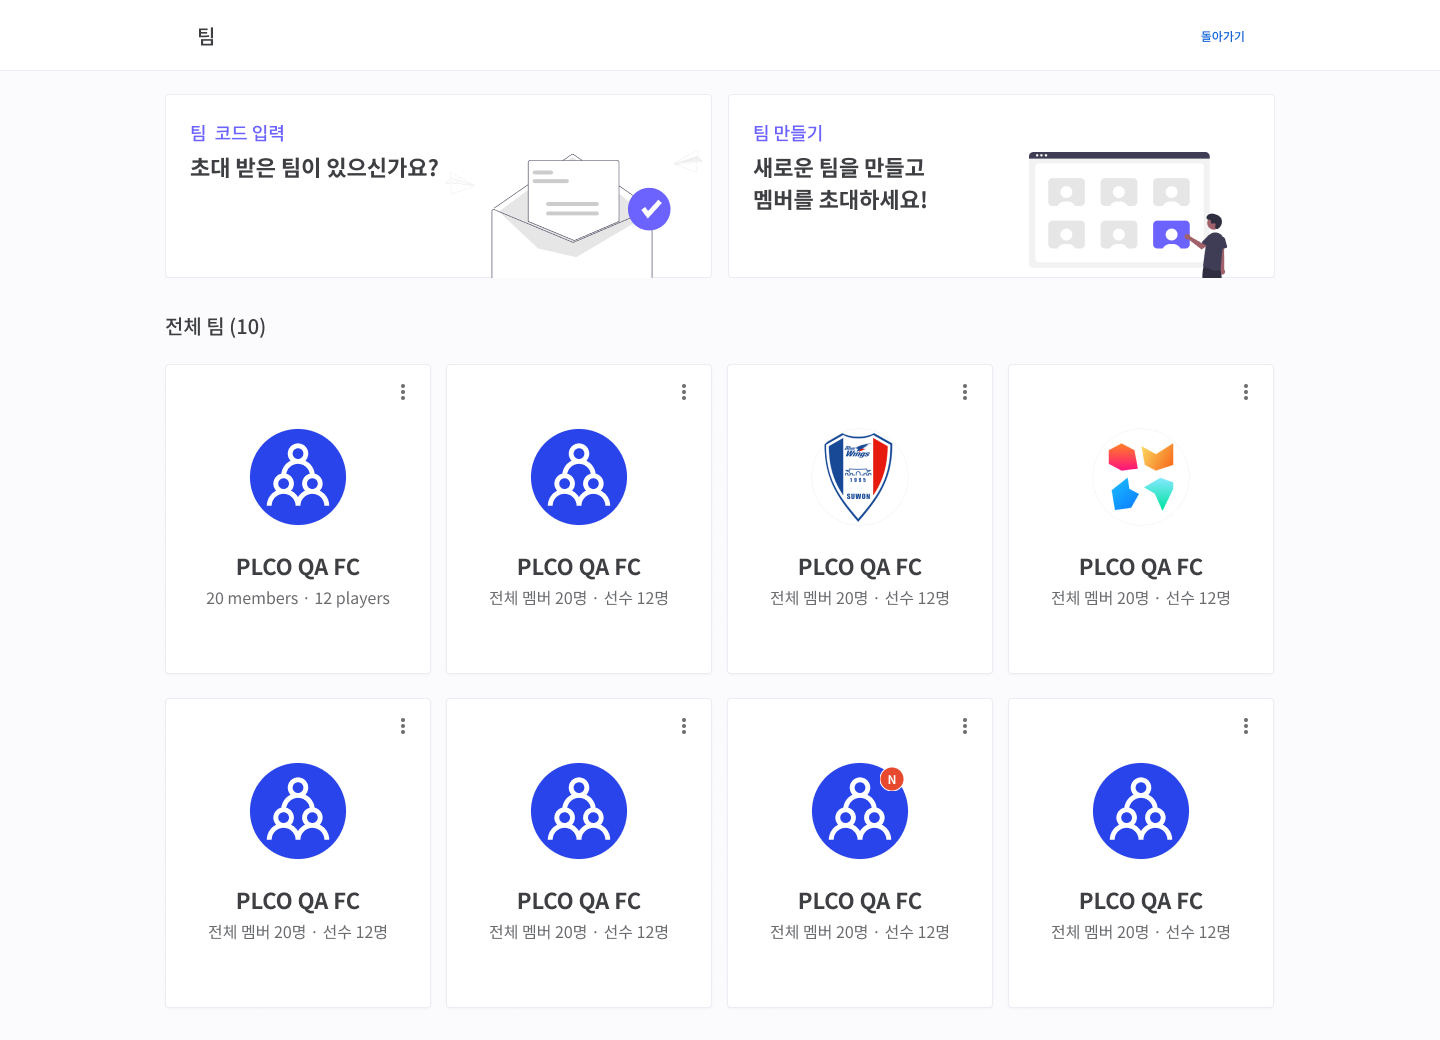 팀
돌아가기
팀 코드 입력
초대 받은 팀이 있으신가요?
팀 만들기
새로운 팀을 만들고
멤버를 초대하세요!
전체 팀 (10)
Blue
Wings
1995
SUWON
PLCO QA FC
20 members · 12 players
PLCO QA FC
전체 멤버 20명 · 선수 12명
PLCO QA FC
전체 멤버 20명 · 선수 12명
PLCO QA FC
전체 멤버 20명 · 선수 12명
N
PLCO QA FC
전체 멤버 20명 · 선수 12명
PLCO QA FC
전체 멤버 20명 · 선수 12명
PLCO QA FC
전체 멤버 20명 · 선수 12명
PLCO QA FC
전체 멤버 20명 · 선수 12명